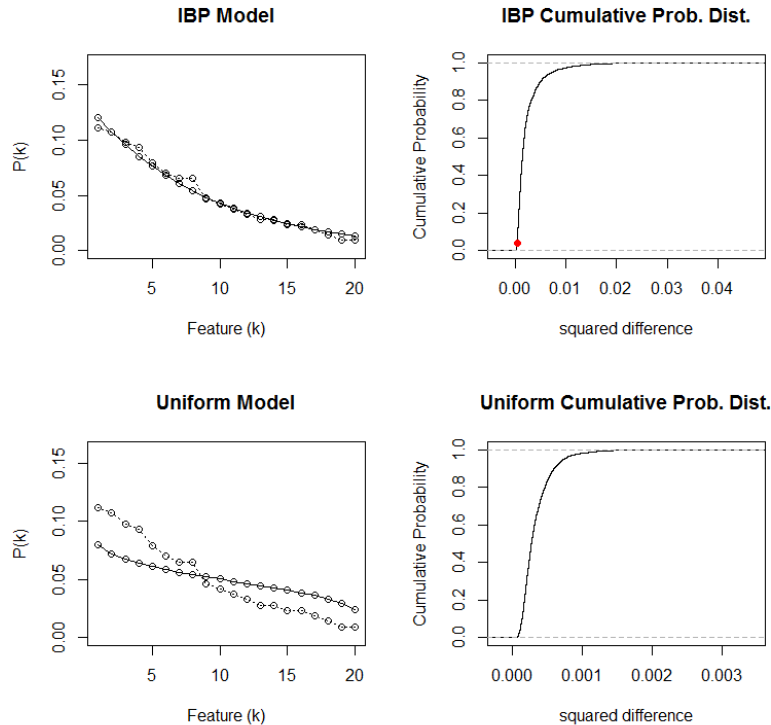 IBP Model
P(k)
0.00 0.05 0.10 0.15
5 10 15 20
Feature (k)
IBP Cumulative Prob. Dist.
Cumulative Probability
0.0 0.2 0.4 0.6 0.8 1.0
0.00 0.01 0.02 0.03 0.04
squared difference
Uniform Model
P(k)
0.00 0.05 0.10 0.15
5 10 15 20
Feature (k)
Uniform Cumulative Prob. Dist.
Cumulative Probability
0.0 0.2 0.4 0.6 0.8 1.0
0.000 0.001 0.002 0.003
squared difference